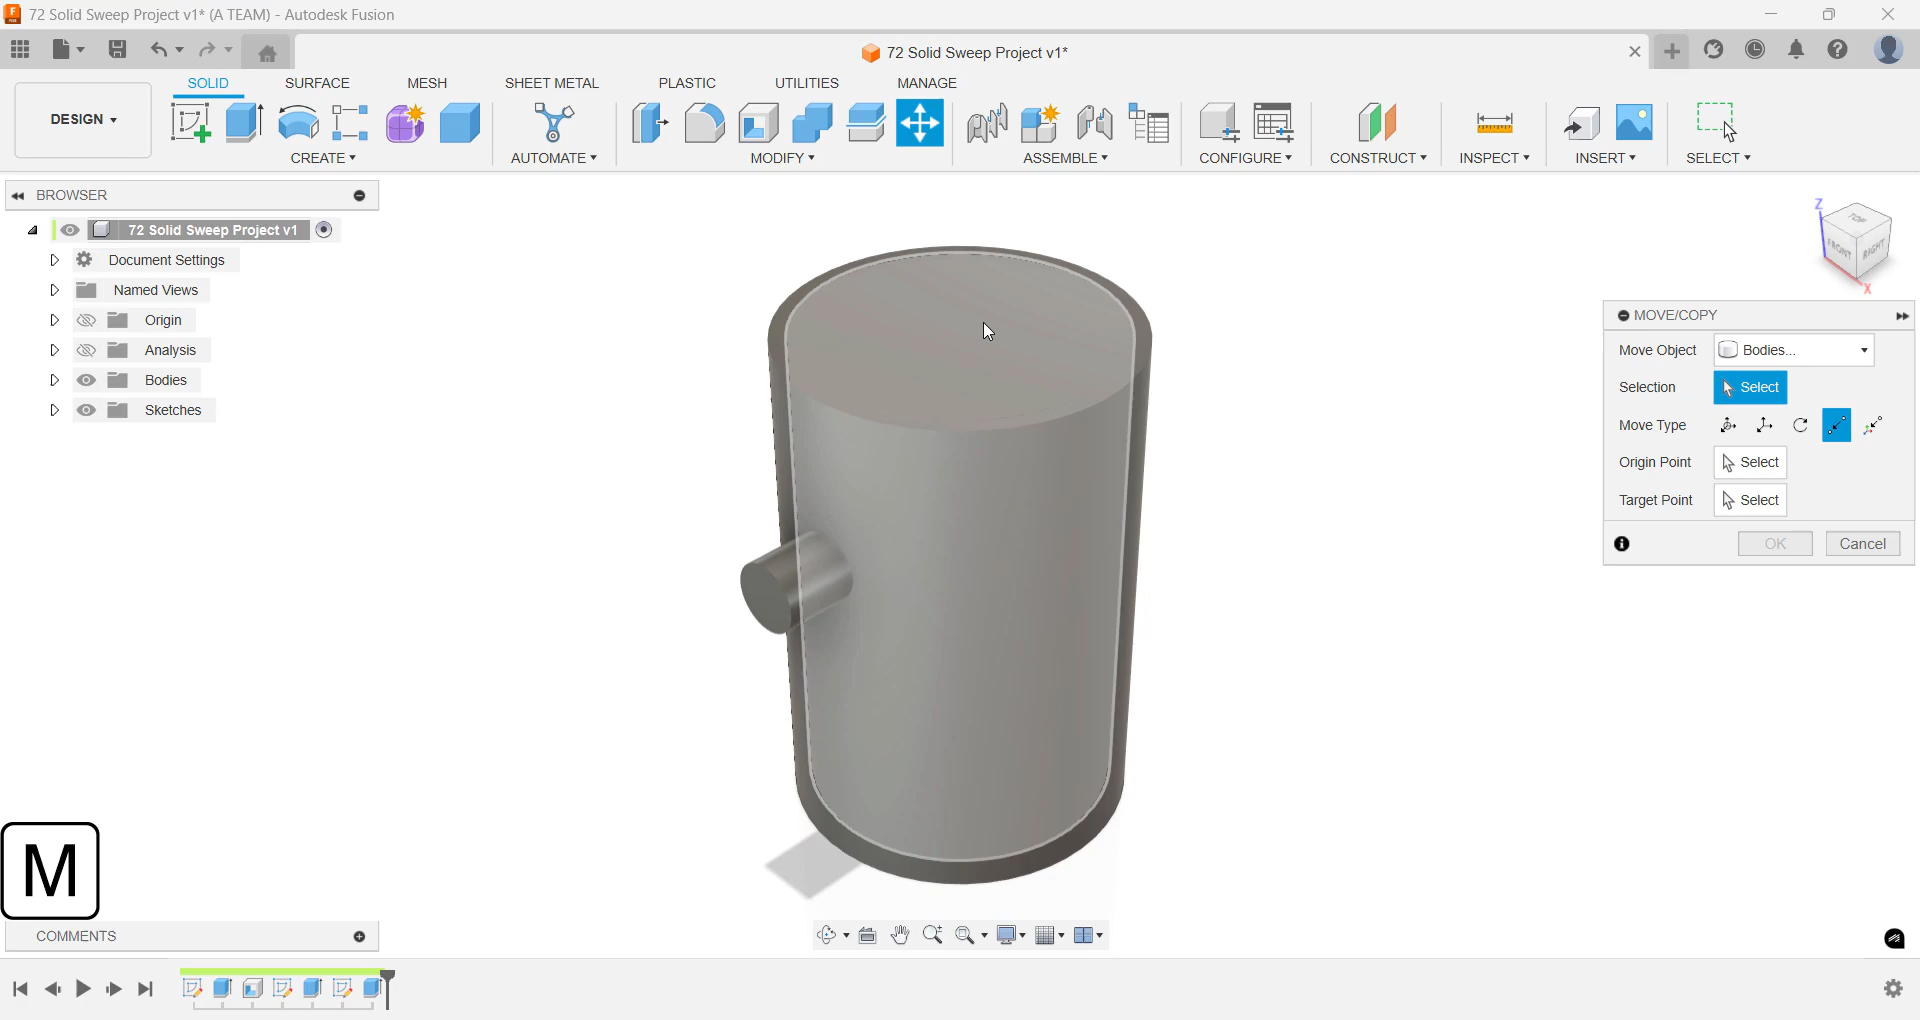 72 Solid Sweep Project v1* (A TEAM) - Autodesk Fusion
72 Solid Sweep Project v1*
SOLID SURFACE MESH SHEET METAL PLASTIC UTILITIES MANAGE
DESIGN
CREATE AUTOMATE MODIFY ASSEMBLE CONFIGURE CONSTRUCT INSPECT INSERT SELECT
BROWSER
72 Solid Sweep Project v1
Document Settings
Named Views
Origin
Analysis
Bodies
Sketches
Z
TOP
FRONT
RIGHT
X
MOVE/COPY
Move Object Bodies...
Selection Select
Move Type
Origin Point Select
Target Point Select
OK Cancel
M
COMMENTS